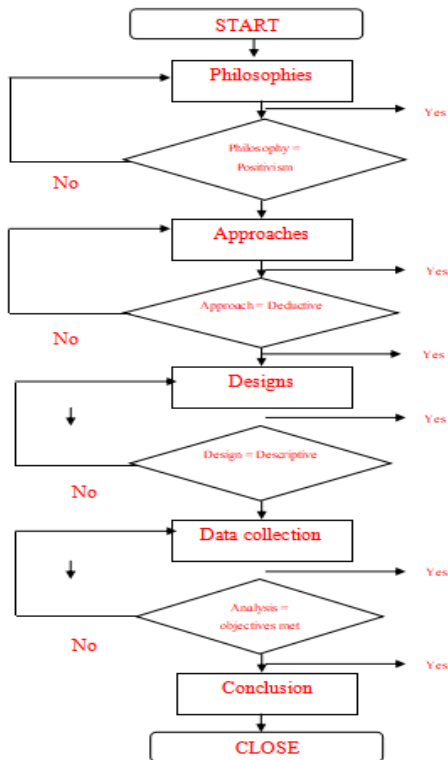 START
Philosophies
Yes
Philosophy =
Positivism
No
Approaches
Yes
Approach = Deductive
No
Yes
Designs
Yes
Design = Descriptive
No
Data collection
Yes
Analysis =
objectives met
No
Yes
Conclusion
CLOSE